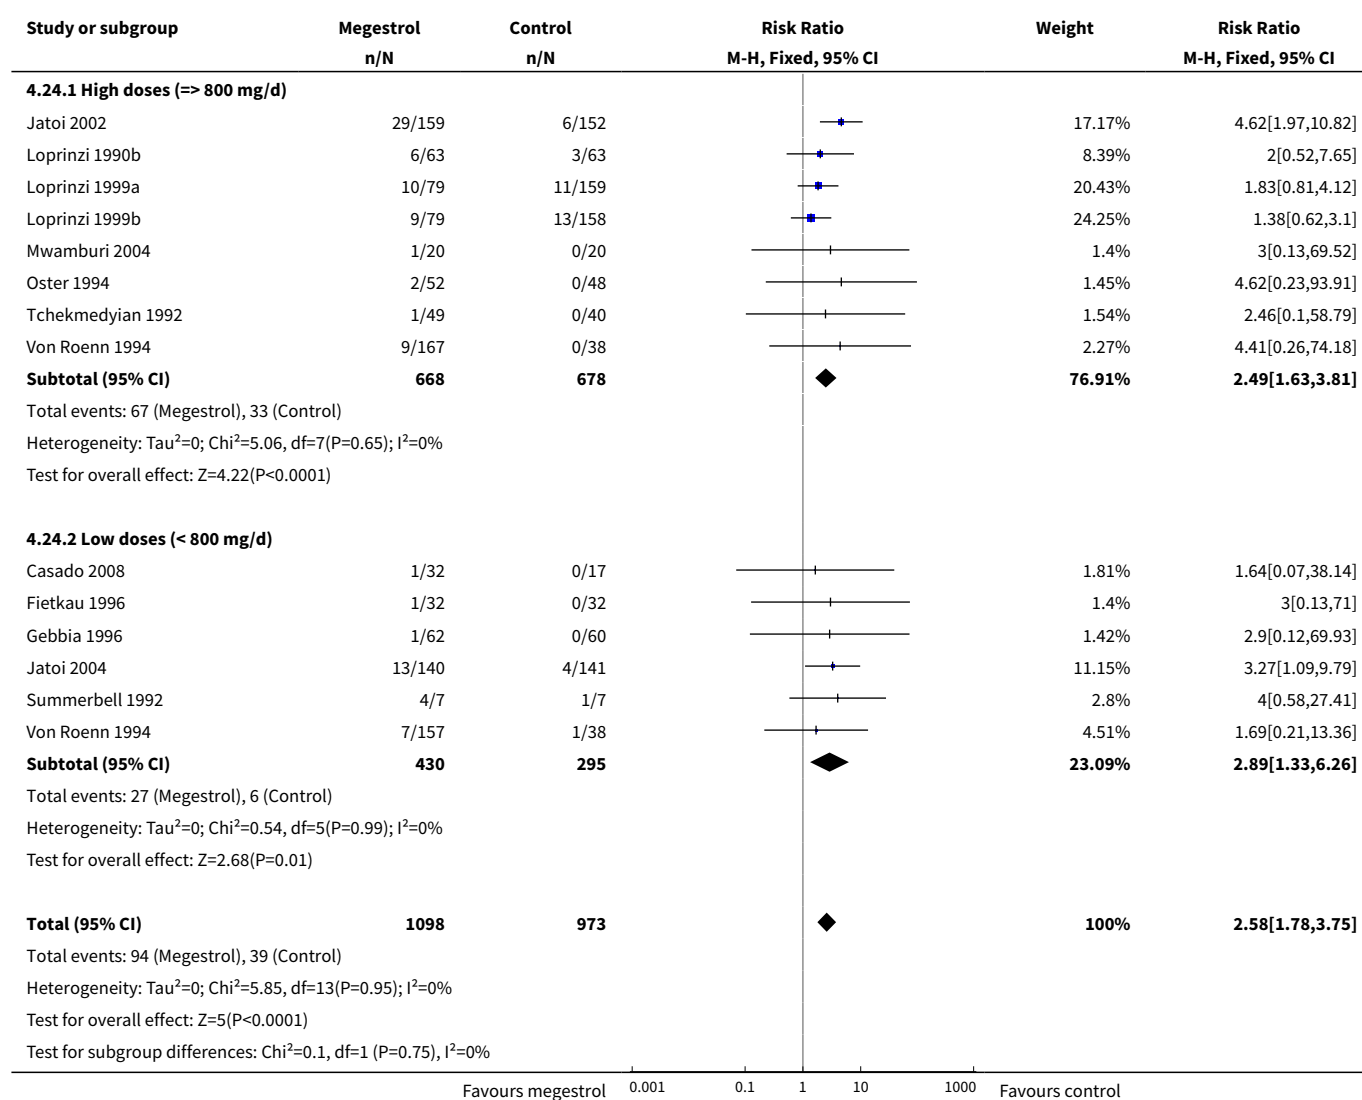 Study or subgroup Megestrol Control Risk Ratio Weight Risk Ratio
n/N n/N M-H, Fixed, 95% CI M-H, Fixed, 95% CI
4.24.1 High doses (=> 800 mg/d)
Jatoi 2002 29/159 6/152 17.17% 4.62[1.97,10.82]
Loprinzi 1990b 6/63 3/63 8.39% 2[0.52,7.65]
Loprinzi 1999a 10/79 11/159 20.43% 1.83[0.81,4.12]
Loprinzi 1999b 9/79 13/158 24.25% 1.38[0.62,3.1]
Mwamburi 2004 1/20 0/20 1.4% 3[0.13,69.52]
Oster 1994 2/52 0/48 1.45% 4.62[0.23,93.91]
Tchekmedyian 1992 1/49 0/40 1.54% 2.46[0.1,58.79]
Von Roenn 1994 9/167 0/38 2.27% 4.41[0.26,74.18]
Subtotal (95% CI) 668 678 76.91% 2.49[1.63,3.81]
Total events: 67 (Megestrol), 33 (Control)
Heterogeneity: Tau²=0; Chi²=5.06, df=7(P=0.65); I²=0%
Test for overall effect: Z=4.22(P<0.0001)
4.24.2 Low doses (< 800 mg/d)
Casado 2008 1/32 0/17 1.81% 1.64[0.07,38.14]
Fietkau 1996 1/32 0/32 1.4% 3[0.13,71]
Gebbia 1996 1/62 0/60 1.42% 2.9[0.12,69.93]
Jatoi 2004 13/140 4/141 11.15% 3.27[1.09,9.79]
Summerbell 1992 4/7 1/7 2.8% 4[0.58,27.41]
Von Roenn 1994 7/157 1/38 4.51% 1.69[0.21,13.36]
Subtotal (95% CI) 430 295 23.09% 2.89[1.33,6.26]
Total events: 27 (Megestrol), 6 (Control)
Heterogeneity: Tau²=0; Chi²=0.54, df=5(P=0.99); I²=0%
Test for overall effect: Z=2.68(P=0.01)
Total (95% CI) 1098 973 100% 2.58[1.78,3.75]
Total events: 94 (Megestrol), 39 (Control)
Heterogeneity: Tau²=0; Chi²=5.85, df=13(P=0.95); I²=0%
Test for overall effect: Z=5(P<0.0001)
Test for subgroup differences: Chi²=0.1, df=1 (P=0.75), I²=0%
Favours megestrol 0.001 0.1 1 10 1000 Favours control